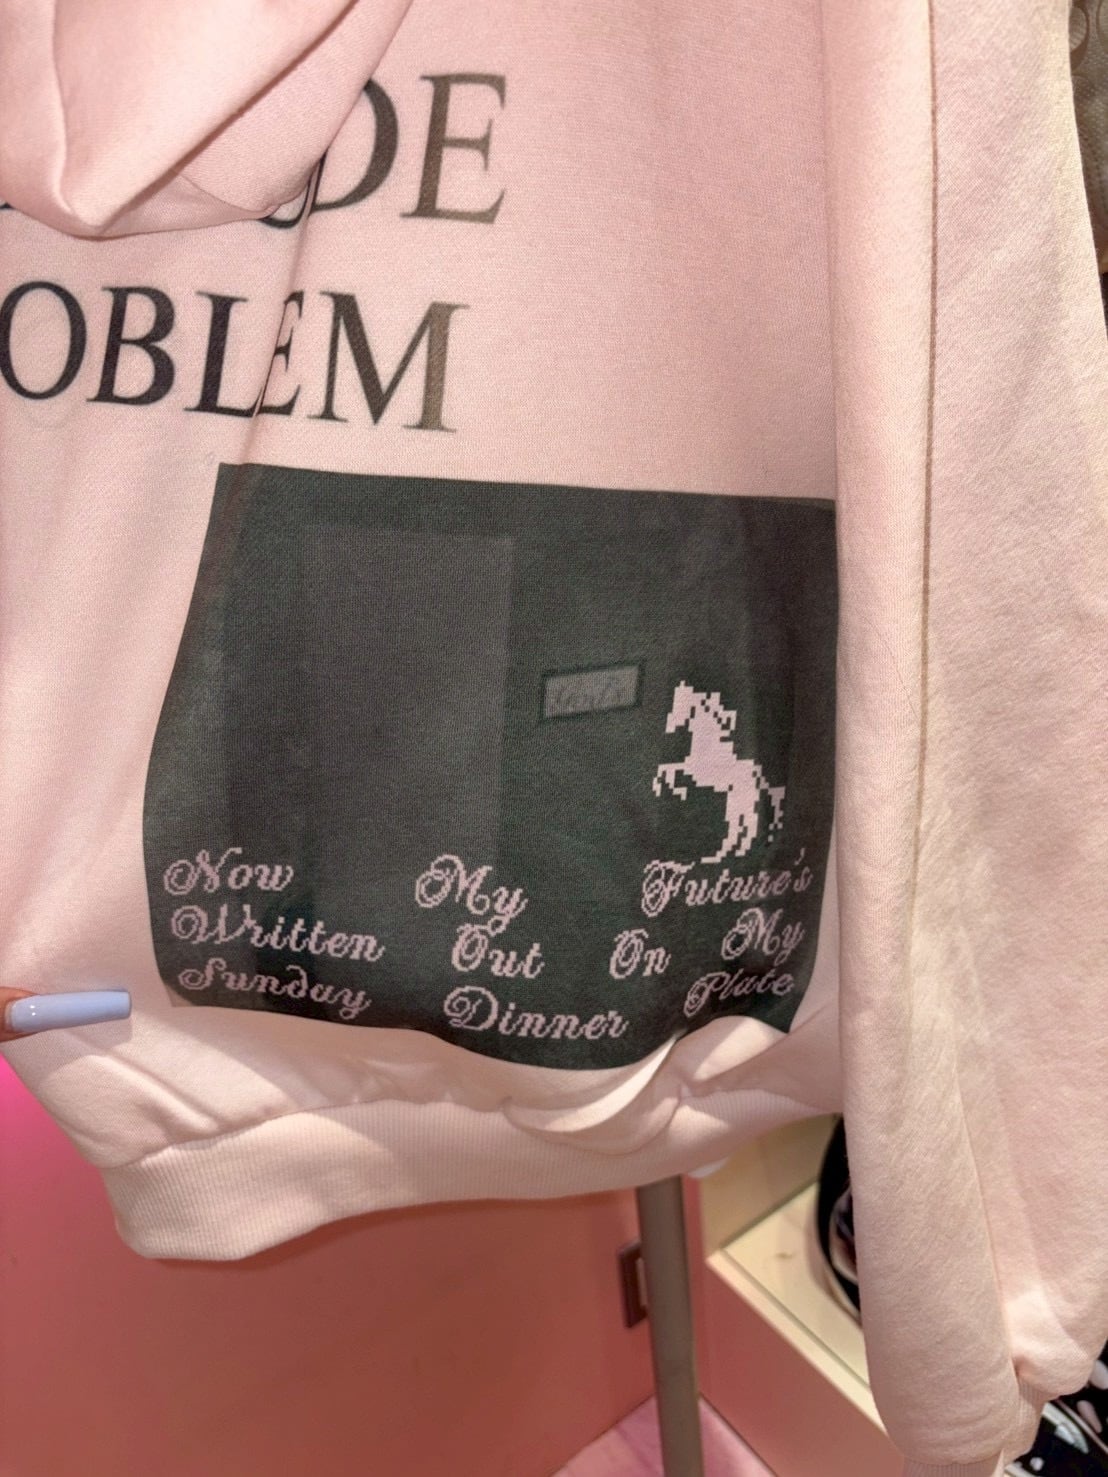 DE
OBLEM
Now My Future's
Written Out On My
Sunday Dinner Plate